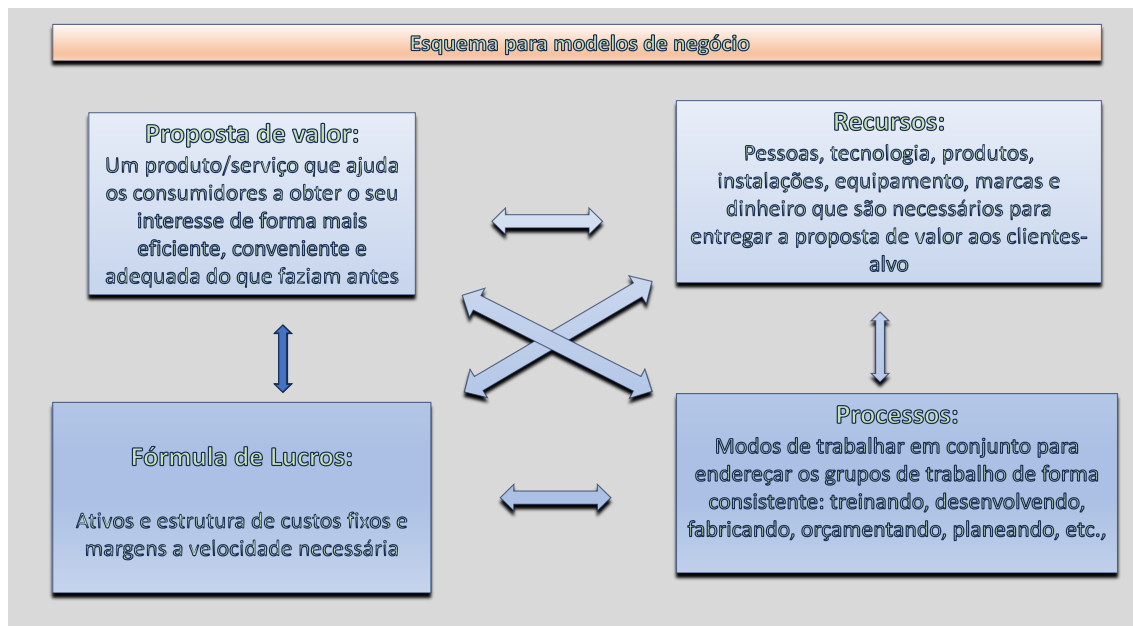 Esquema para modelos de negócio
Proposta de valor:
Um produto/serviço que ajuda
os consumidores a obter o seu
interesse de forma mais
eficiente, conveniente e
adequada do que faziam antes
Recursos:
Pessoas, tecnologia, produtos,
instalações, equipamento, marcas e
dinheiro que são necessários para
entregar a proposta de valor aos clientes-
alvo
Fórmula de Lucros:
Ativos e estrutura de custos fixos e
margens a velocidade necessária
Processos:
Modos de trabalhar em conjunto para
endereçar os grupos de trabalho de forma
consistente: treinando, desenvolvendo,
fabricando, orçamentando, planeando, etc.,